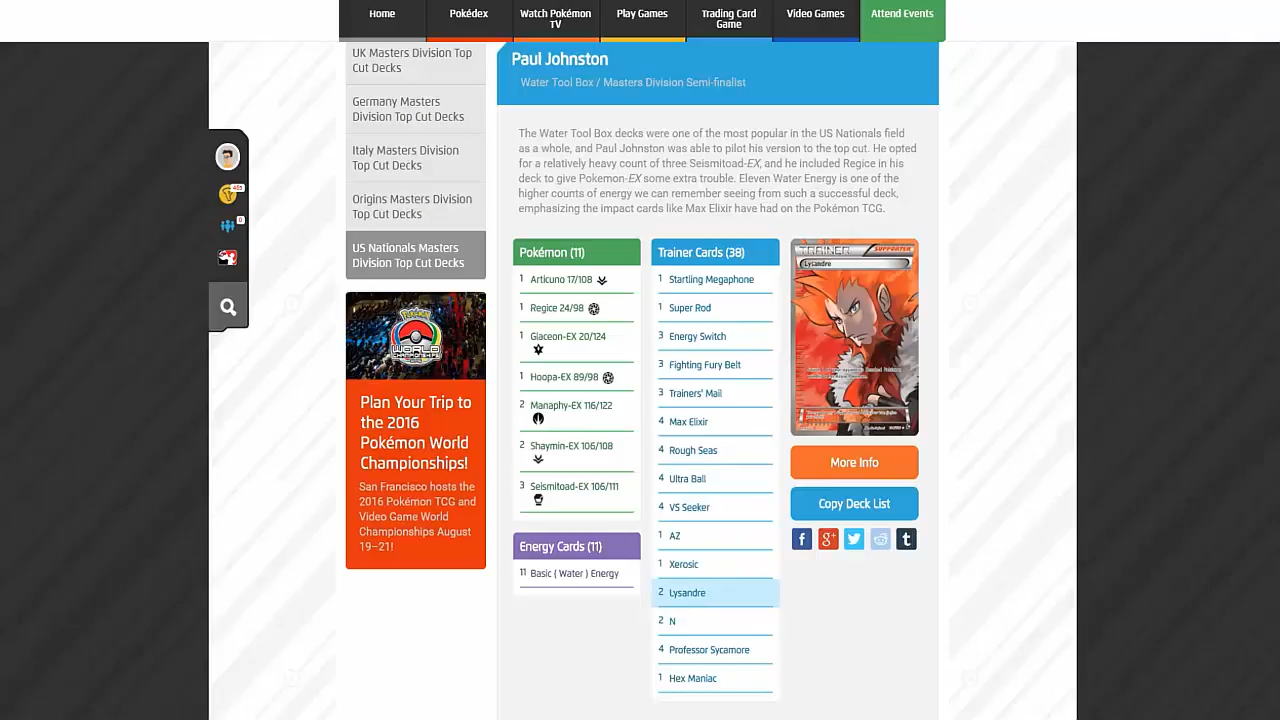 Home
Pokédex
Watch Pokémon
TV
Play Games
Trading Card
Game
Video Games
Attend Events
UK Masters Division Top
Cut Decks
Germany Masters
Division Top Cut Decks
Italy Masters Division
Top Cut Decks
Origins Masters Division
Top Cut Decks
US Nationals Masters
Division Top Cut Decks
Pokémon
WORLD
CHAMPIONSHIPS
Plan Your Trip to
the 2016
Pokémon World
Championships!
San Francisco hosts the
2016 Pokémon TCG and
Video Game World
Championships August
19–21!
Paul Johnston
Water Tool Box / Masters Division Semi-finalist
The Water Tool Box decks were one of the most popular in the US Nationals field
as a whole, and Paul Johnston was able to pilot his version to the top cut. He opted
for a relatively heavy count of three Seismitoad-EX, and he included Regice in his
deck to give Pokemon-EX some extra trouble. Eleven Water Energy is one of the
higher counts of energy we can remember seeing from such a successful deck,
emphasizing the impact cards like Max Elixir have had on the Pokémon TCG.
Pokémon (11)
1 Articuno 17/108
1 Regice 24/98
1 Glaceon-EX 20/124
1 Hoopa-EX 89/98
2 Manaphy-EX 116/122
2 Shaymin-EX 106/108
3 Seismitoad-EX 106/111
Energy Cards (11)
11 Basic ( Water ) Energy
Trainer Cards (38)
1 Startling Megaphone
1 Super Rod
3 Energy Switch
3 Fighting Fury Belt
3 Trainers' Mail
4 Max Elixir
4 Rough Seas
4 Ultra Ball
4 VS Seeker
1 AZ
1 Xerosic
2 Lysandre
2 N
4 Professor Sycamore
1 Hex Maniac
TRAINER
SUPPORTER
Lysandre
More Info
Copy Deck List